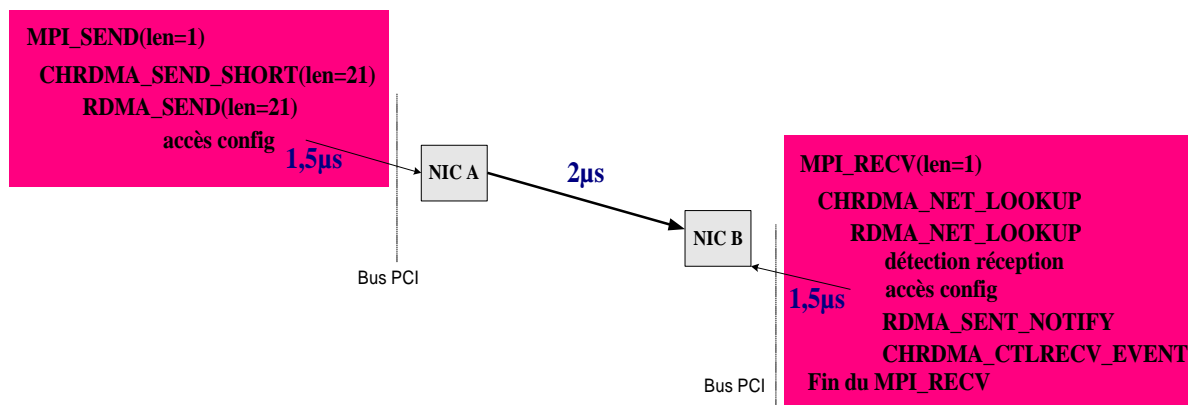 MPI_SEND(len=1)
CHRDMA_SEND_SHORT(len=21)
RDMA_SEND(len=21)
accès config
1,5µs
NIC A
Bus PCI
2µs
NIC B
MPI_RECV(len=1)
CHRDMA_NET_LOOKUP
RDMA_NET_LOOKUP
détection réception
accès config
1,5µs
RDMA_SENT_NOTIFY
CHRDMA_CTLRECV_EVENT
Fin du MPI_RECV
Bus PCI